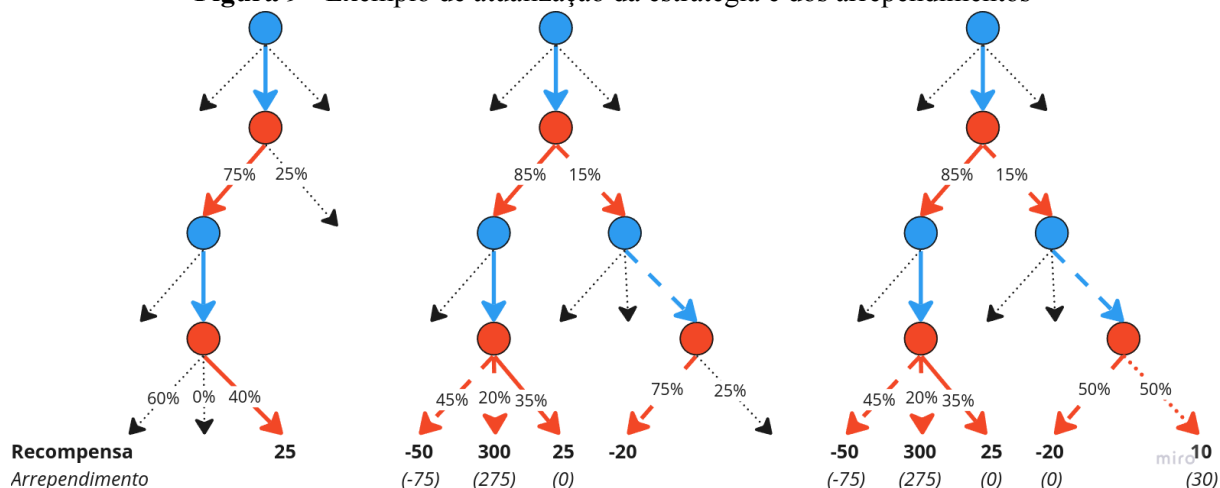 Figura 9 – Exemplo de atualização da estratégia e dos arrependimentos
75% 25% 85% 15% 85% 15%
60% 0% 40% 45% 20% 35% 75% 25% 45% 20% 35% 50% 50%
Recompensa 25 -50 300 25 -20 -50 300 25 -20 10
miro
Arrependimento (-75) (275) (0) (-75) (275) (0) (0) (30)